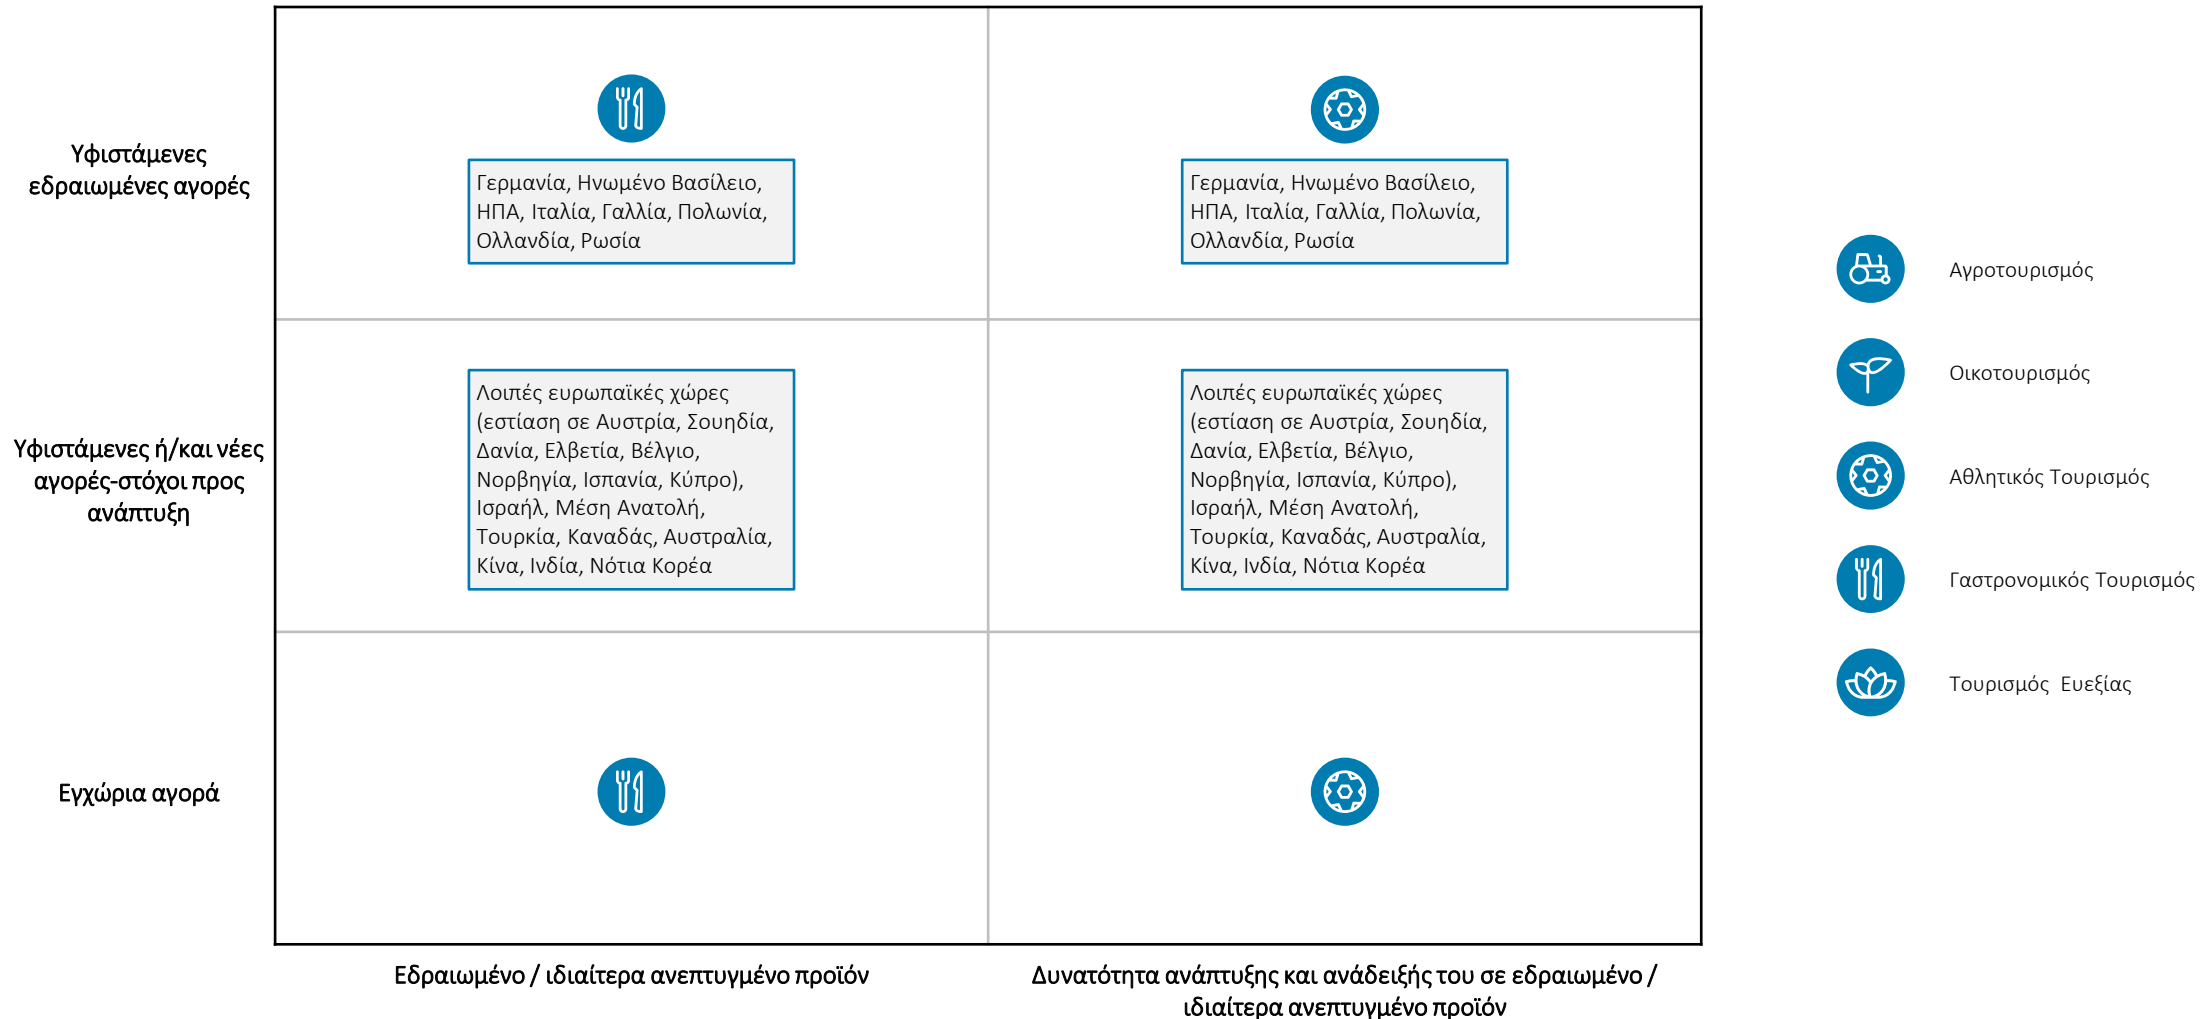 Υφιστάμενες
εδραιωμένες αγορές
Γερμανία, Ηνωμένο Βασίλειο,
ΗΠΑ, Ιταλία, Γαλλία, Πολωνία,
Ολλανδία, Ρωσία
Γερμανία, Ηνωμένο Βασίλειο,
ΗΠΑ, Ιταλία, Γαλλία, Πολωνία,
Ολλανδία, Ρωσία
Υφιστάμενες ή/και νέες
αγορές-στόχοι προς
ανάπτυξη
Λοιπές ευρωπαϊκές χώρες
(εστίαση σε Αυστρία, Σουηδία,
Δανία, Ελβετία, Βέλγιο,
Νορβηγία, Ισπανία, Κύπρο),
Ισραήλ, Μέση Ανατολή,
Τουρκία, Καναδάς, Αυστραλία,
Κίνα, Ινδία, Νότια Κορέα
Λοιπές ευρωπαϊκές χώρες
(εστίαση σε Αυστρία, Σουηδία,
Δανία, Ελβετία, Βέλγιο,
Νορβηγία, Ισπανία, Κύπρο),
Ισραήλ, Μέση Ανατολή,
Τουρκία, Καναδάς, Αυστραλία,
Κίνα, Ινδία, Νότια Κορέα
Εγχώρια αγορά
Εδραιωμένο / ιδιαίτερα ανεπτυγμένο προϊόν
Δυνατότητα ανάπτυξης και ανάδειξής του σε εδραιωμένο /
ιδιαίτερα ανεπτυγμένο προϊόν
Αγροτουρισμός
Οικοτουρισμός
Αθλητικός Τουρισμός
Γαστρονομικός Τουρισμός
Τουρισμός Ευεξίας